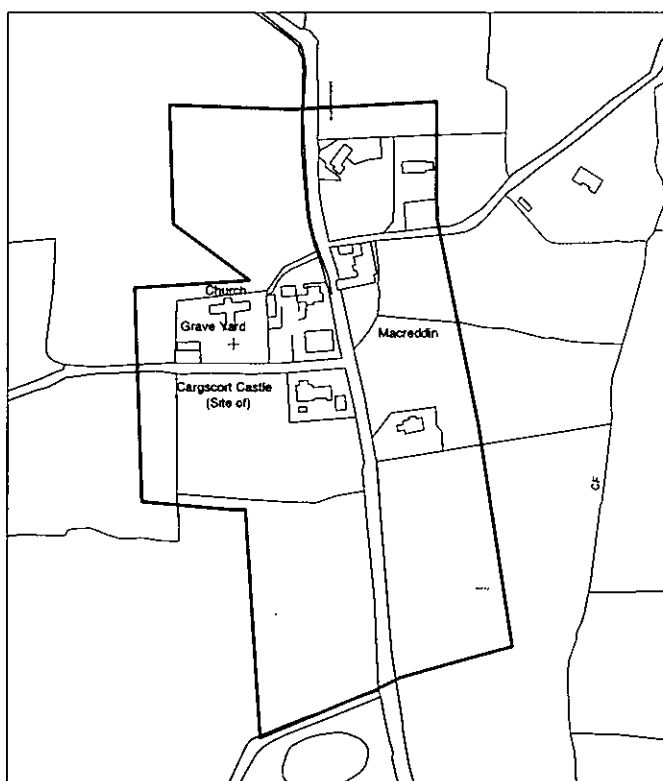 Church
Grave Yard
Macreddin
Cargscort Castle
(Site of)
CF